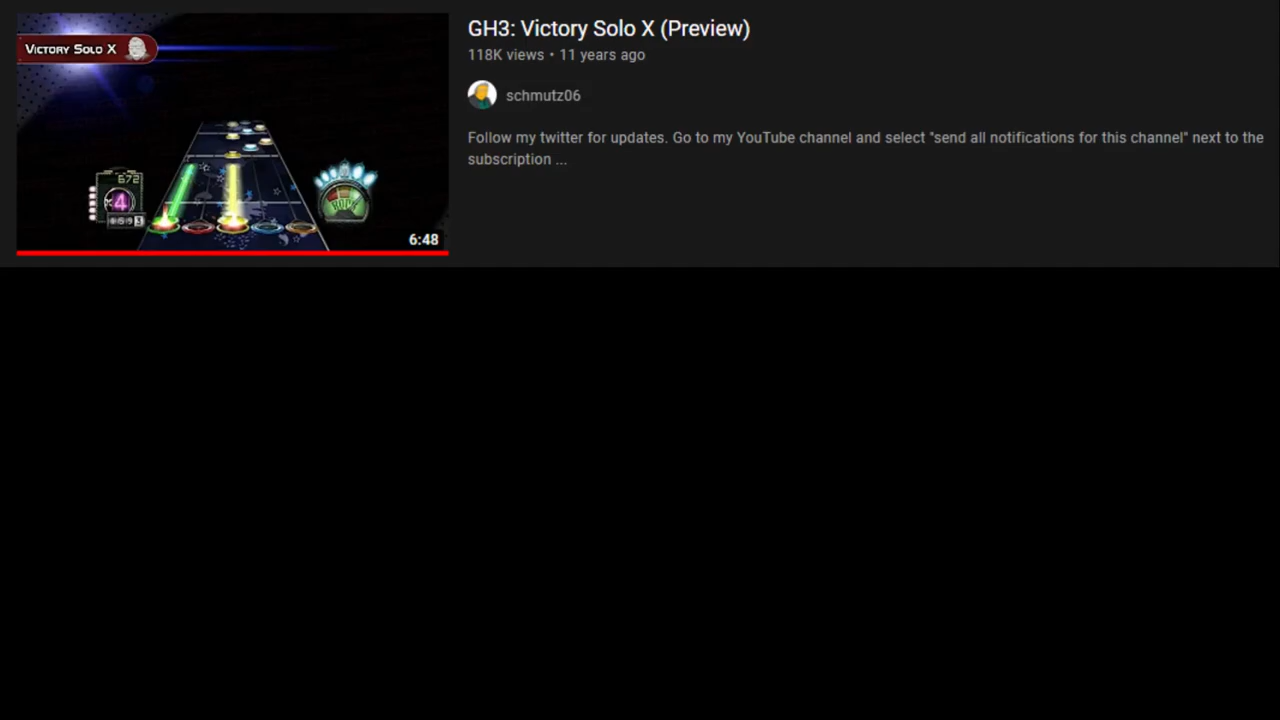 VICTORY SOLO X
GH3: Victory Solo X (Preview)
118K views • 11 years ago
schmutz06
Follow my twitter for updates. Go to my YouTube channel and select "send all notifications for this channel" next to the
subscription ...
672
4
6:48